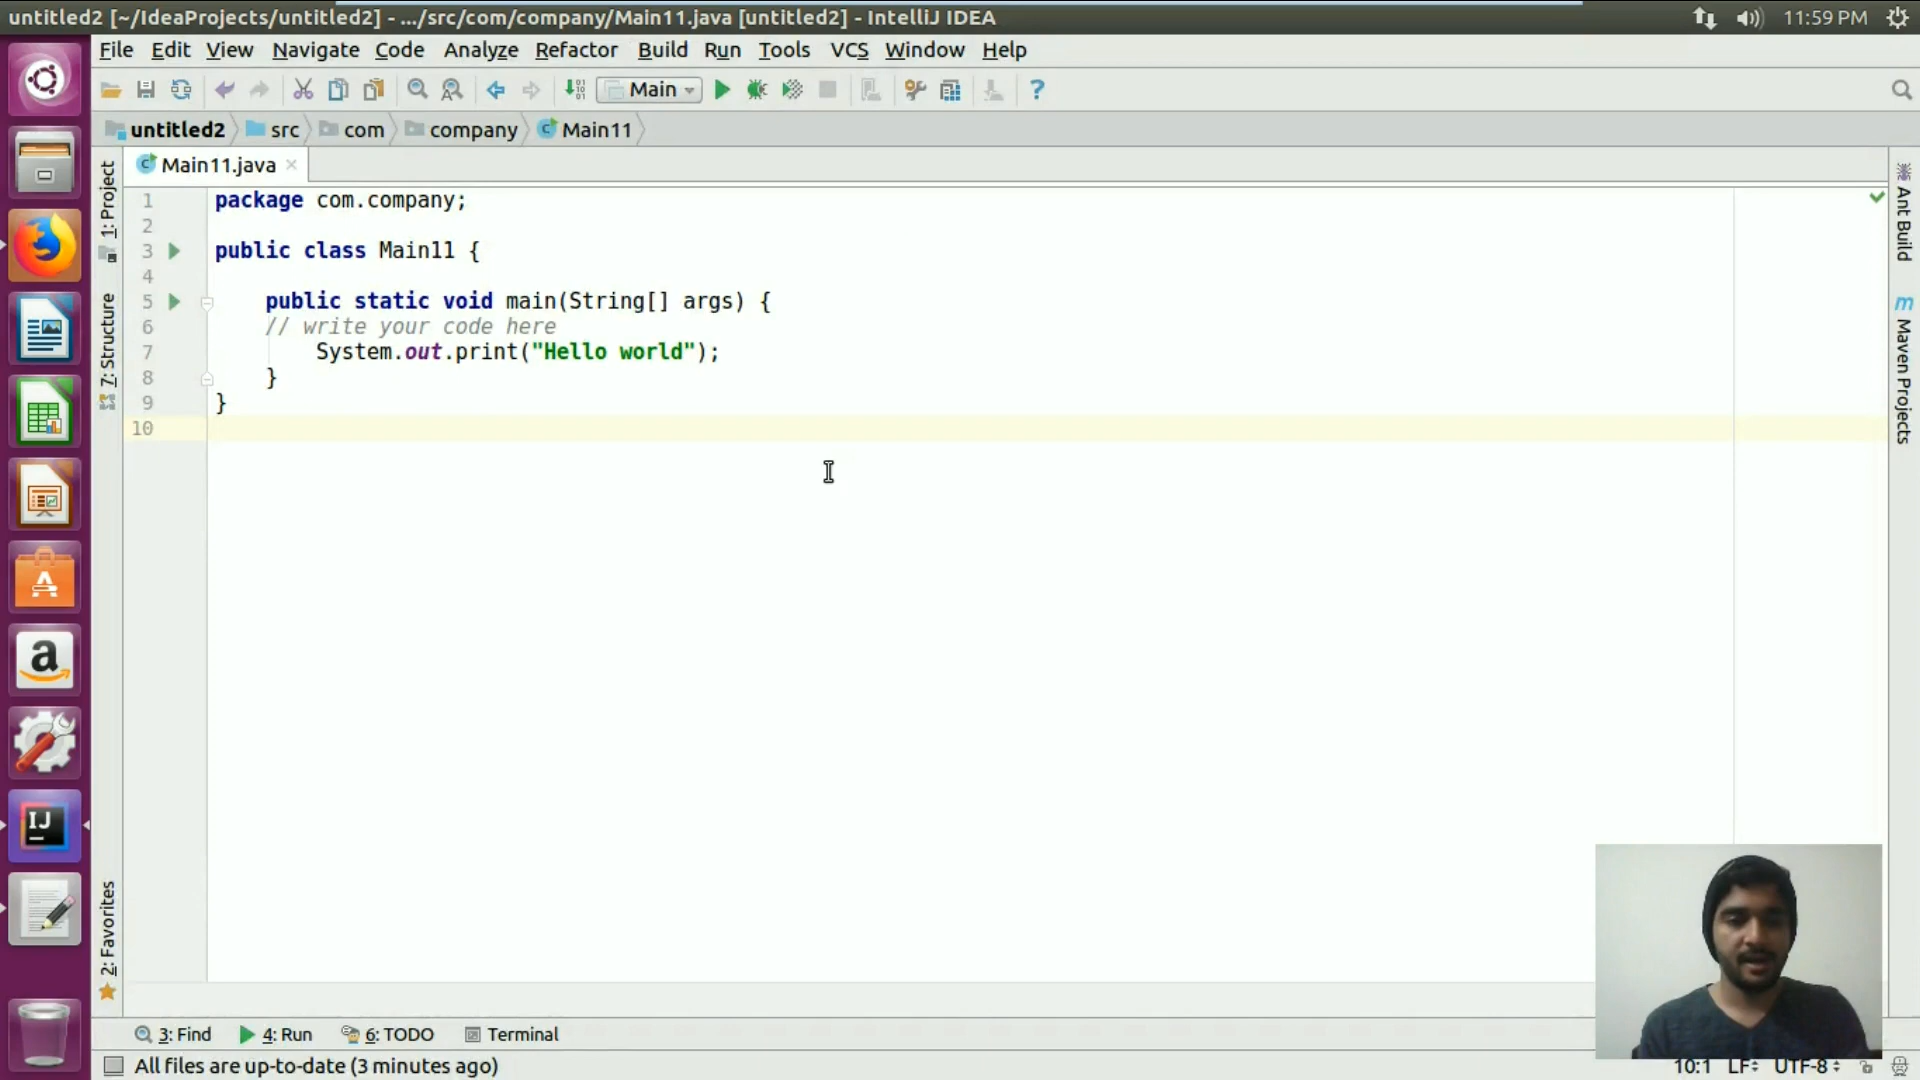 untitled2 [~/IdeaProjects/untitled2] - .../src/com/company/Main11.java [untitled2] - IntelliJ IDEA
11:59 PM
File Edit View Navigate Code Analyze Refactor Build Run Tools VCS Window Help
Main
untitled2 src com company Main11
Main11.java
1 package com.company;
2
3 public class Main11 {
4
5 public static void main(String[] args) {
6 // write your code here
7 System.out.print("Hello world");
8 }
9 }
10
1: Project
7: Structure
2: Favorites
Ant Build
m Maven Projects
a
IJ
3: Find 4: Run 6: TODO Terminal
All files are up-to-date (3 minutes ago)
10:1 LF UTF-8